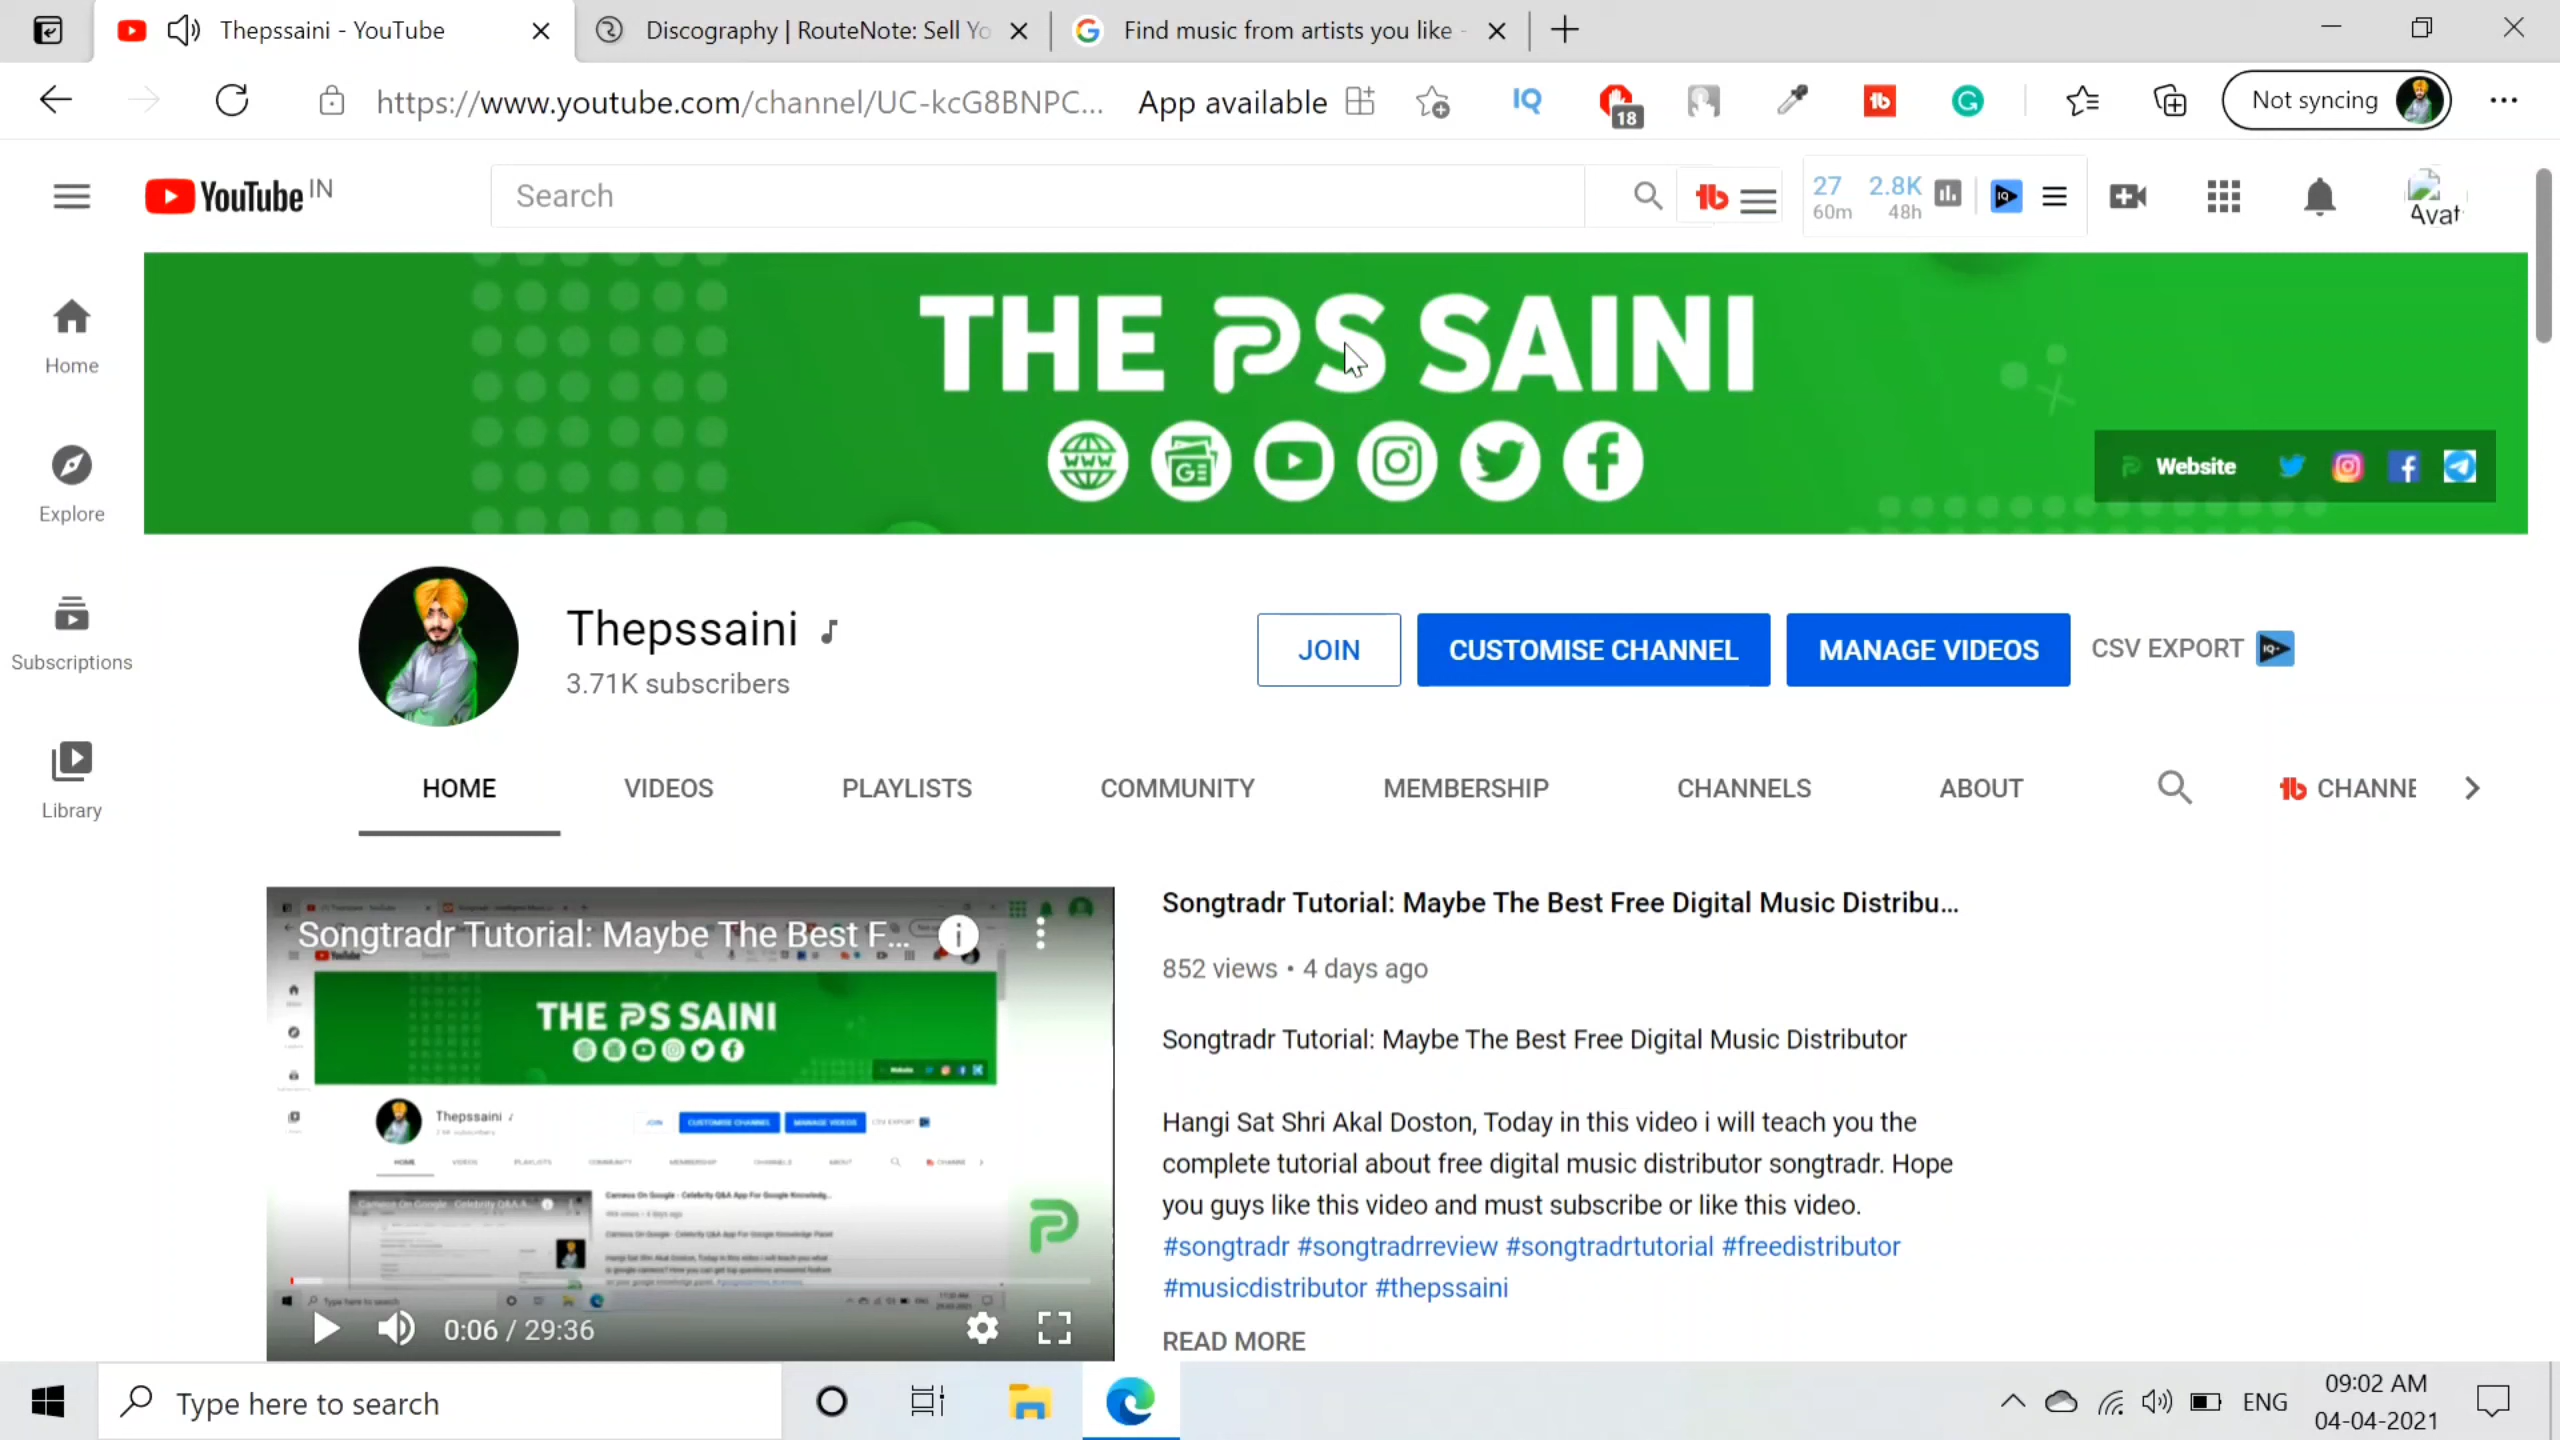 Thepssaini - YouTube
Discography | RouteNote: Sell Yo
Find music from artists you like -
https://www.youtube.com/channel/UC-kcG8BNPC...
App available
IQ
18
Not syncing
YouTube IN
Search
27
60m
2.8K
48h
Avat
THE PS SAINI
WWW
GE
Website
Home
Explore
Subscriptions
Library
Thepssaini
3.71K subscribers
JOIN
CUSTOMISE CHANNEL
MANAGE VIDEOS
CSV EXPORT
HOME
VIDEOS
PLAYLISTS
COMMUNITY
MEMBERSHIP
CHANNELS
ABOUT
CHANNE
Songtradr Tutorial: Maybe The Best F...
THE PS SAINI
Thepssaini
0:06 / 29:36
Songtradr Tutorial: Maybe The Best Free Digital Music Distribu...
852 views • 4 days ago
Songtradr Tutorial: Maybe The Best Free Digital Music Distributor
Hangi Sat Shri Akal Doston, Today in this video i will teach you the
complete tutorial about free digital music distributor songtradr. Hope
you guys like this video and must subscribe or like this video.
#songtradr #songtradrreview #songtradrtutorial #freedistributor
#musicdistributor #thepssaini
READ MORE
Type here to search
ENG
09:02 AM
04-04-2021